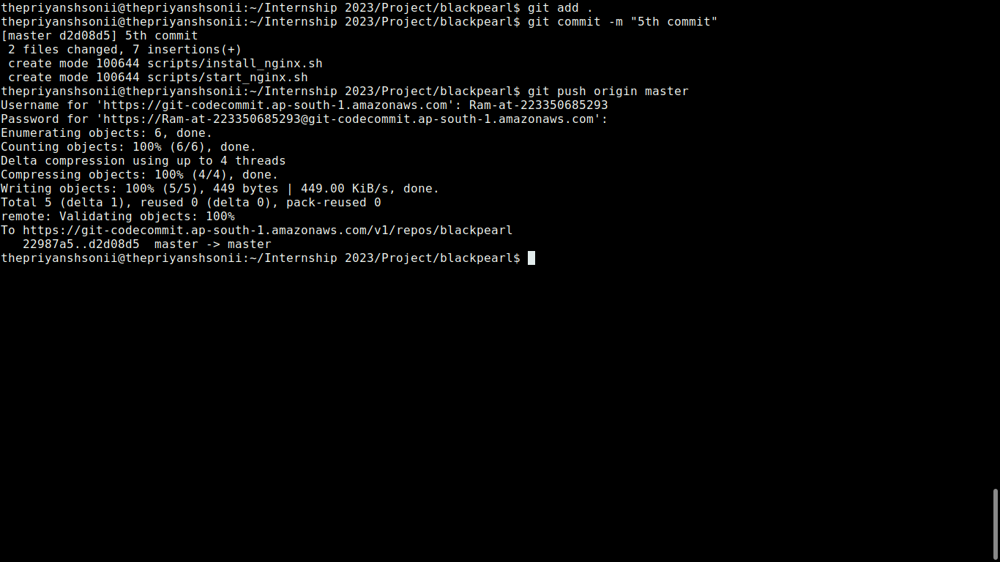 thepriyanshsonii@thepriyanshsonii:~/Internship 2023/Project/blackpearl$ git add .
thepriyanshsonii@thepriyanshsonii:~/Internship 2023/Project/blackpearl$ git commit -m "5th commit"
[master d2d08d5] 5th commit
 2 files changed, 7 insertions(+)
 create mode 100644 scripts/install_nginx.sh
 create mode 100644 scripts/start_nginx.sh
thepriyanshsonii@thepriyanshsonii:~/Internship 2023/Project/blackpearl$ git push origin master
Username for 'https://git-codecommit.ap-south-1.amazonaws.com': Ram-at-223350685293
Password for 'https://Ram-at-223350685293@git-codecommit.ap-south-1.amazonaws.com':
Enumerating objects: 6, done.
Counting objects: 100% (6/6), done.
Delta compression using up to 4 threads
Compressing objects: 100% (4/4), done.
Writing objects: 100% (5/5), 449 bytes | 449.00 KiB/s, done.
Total 5 (delta 1), reused 0 (delta 0), pack-reused 0
remote: Validating objects: 100%
To https://git-codecommit.ap-south-1.amazonaws.com/v1/repos/blackpearl
   22987a5..d2d08d5  master -> master
thepriyanshsonii@thepriyanshsonii:~/Internship 2023/Project/blackpearl$